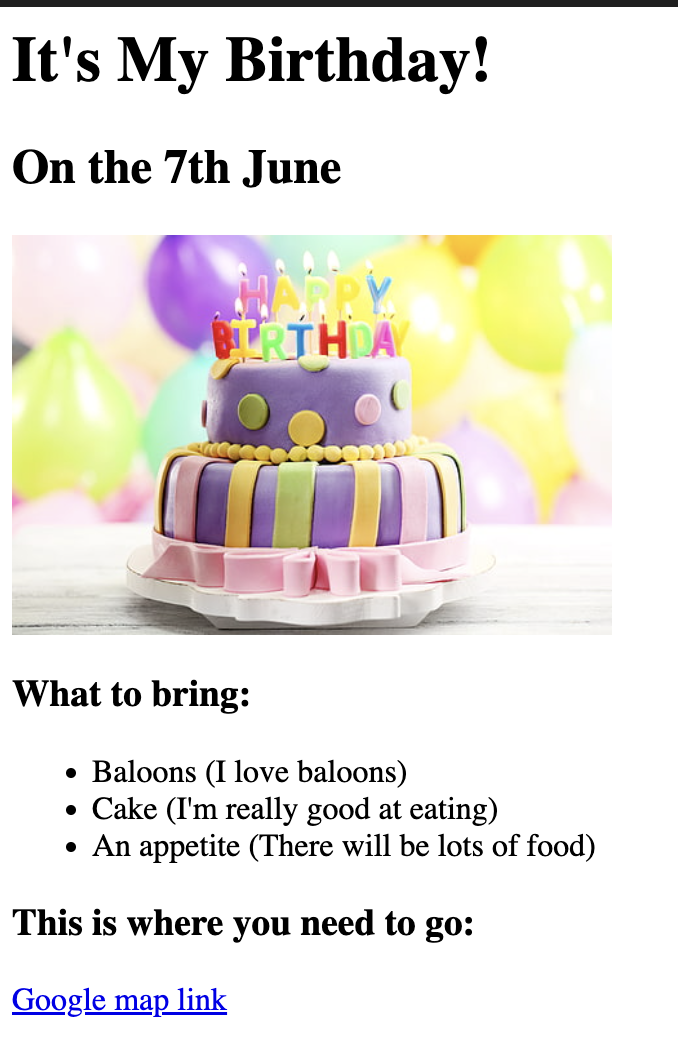 It's My Birthday!
On the 7th June
HAPPY
BIRTHDAY
What to bring:
Baloons (I love baloons)
Cake (I'm really good at eating)
An appetite (There will be lots of food)
This is where you need to go:
Google map link